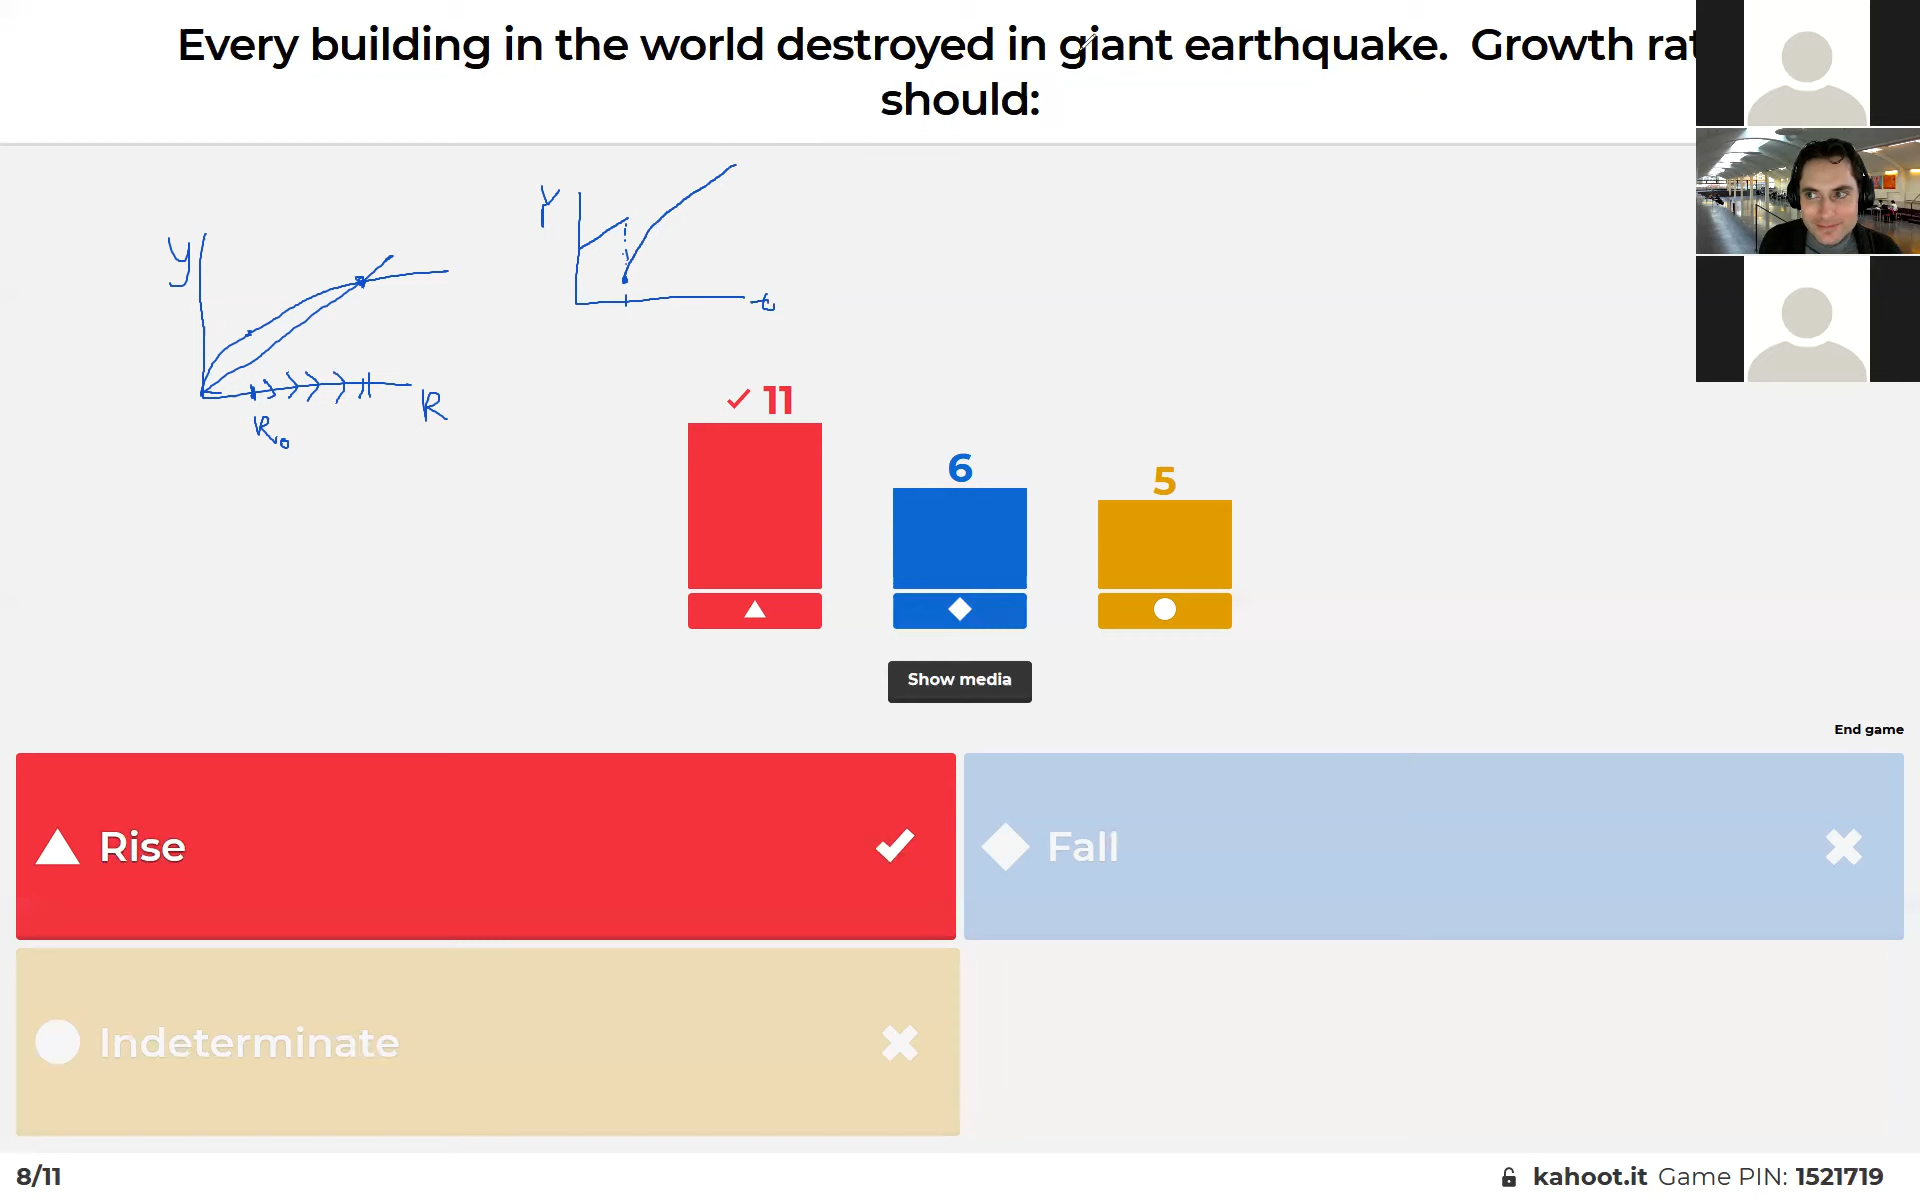 Every building in the world destroyed in giant earthquake. Growth rat
should:
Y
t
y
k
k₀
11
6
5
Show media
End game
Rise
Fall
Indeterminate
8/11
kahoot.it Game PIN: 1521719